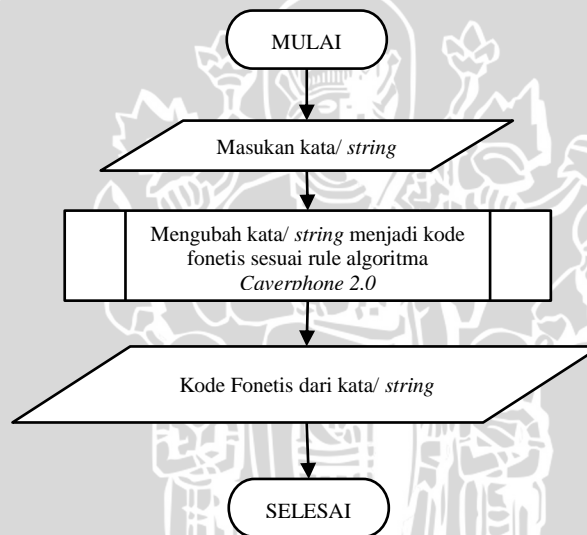 MULAI
Masukan kata/ string
Mengubah kata/ string menjadi kode
fonetis sesuai rule algoritma
Caverphone 2.0
Kode Fonetis dari kata/ string
SELESAI